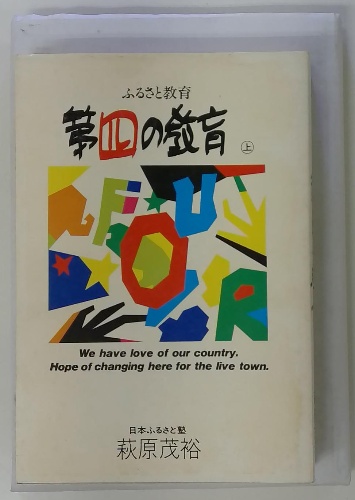 ふるさと教育
第四の教育 上
FOUR
We have love of our country.
Hope of changing here for the live town.
日本ふるさと塾
萩原茂裕